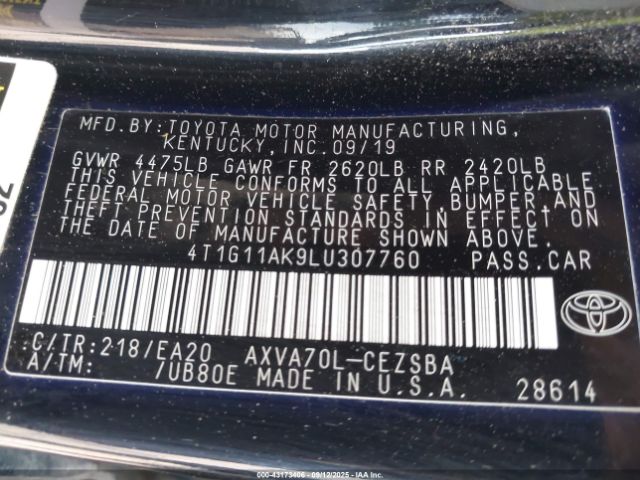 MFD.BY:TOYOTA MOTOR MANUFACTURING,
KENTUCKY, INC. 09/19
GVWR 4475LB GAWR FR 2620LB RR 2420LB
THIS VEHICLE CONFORMS TO ALL APPLICABLE
FEDERAL MOTOR VEHICLE SAFETY, BUMPER, AND
THEFT PREVENTION STANDARDS IN EFFECT ON
THE DATE OF MANUFACTURE SHOWN ABOVE.
4T1G11AK9LU307760 PASS.CAR
C/TR:218/EA20 AXVA70L-CEZSBA
A/TM: /UB80E MADE IN U.S.A.
28614
000-43173406 - 09/12/2025 - IAAI.com